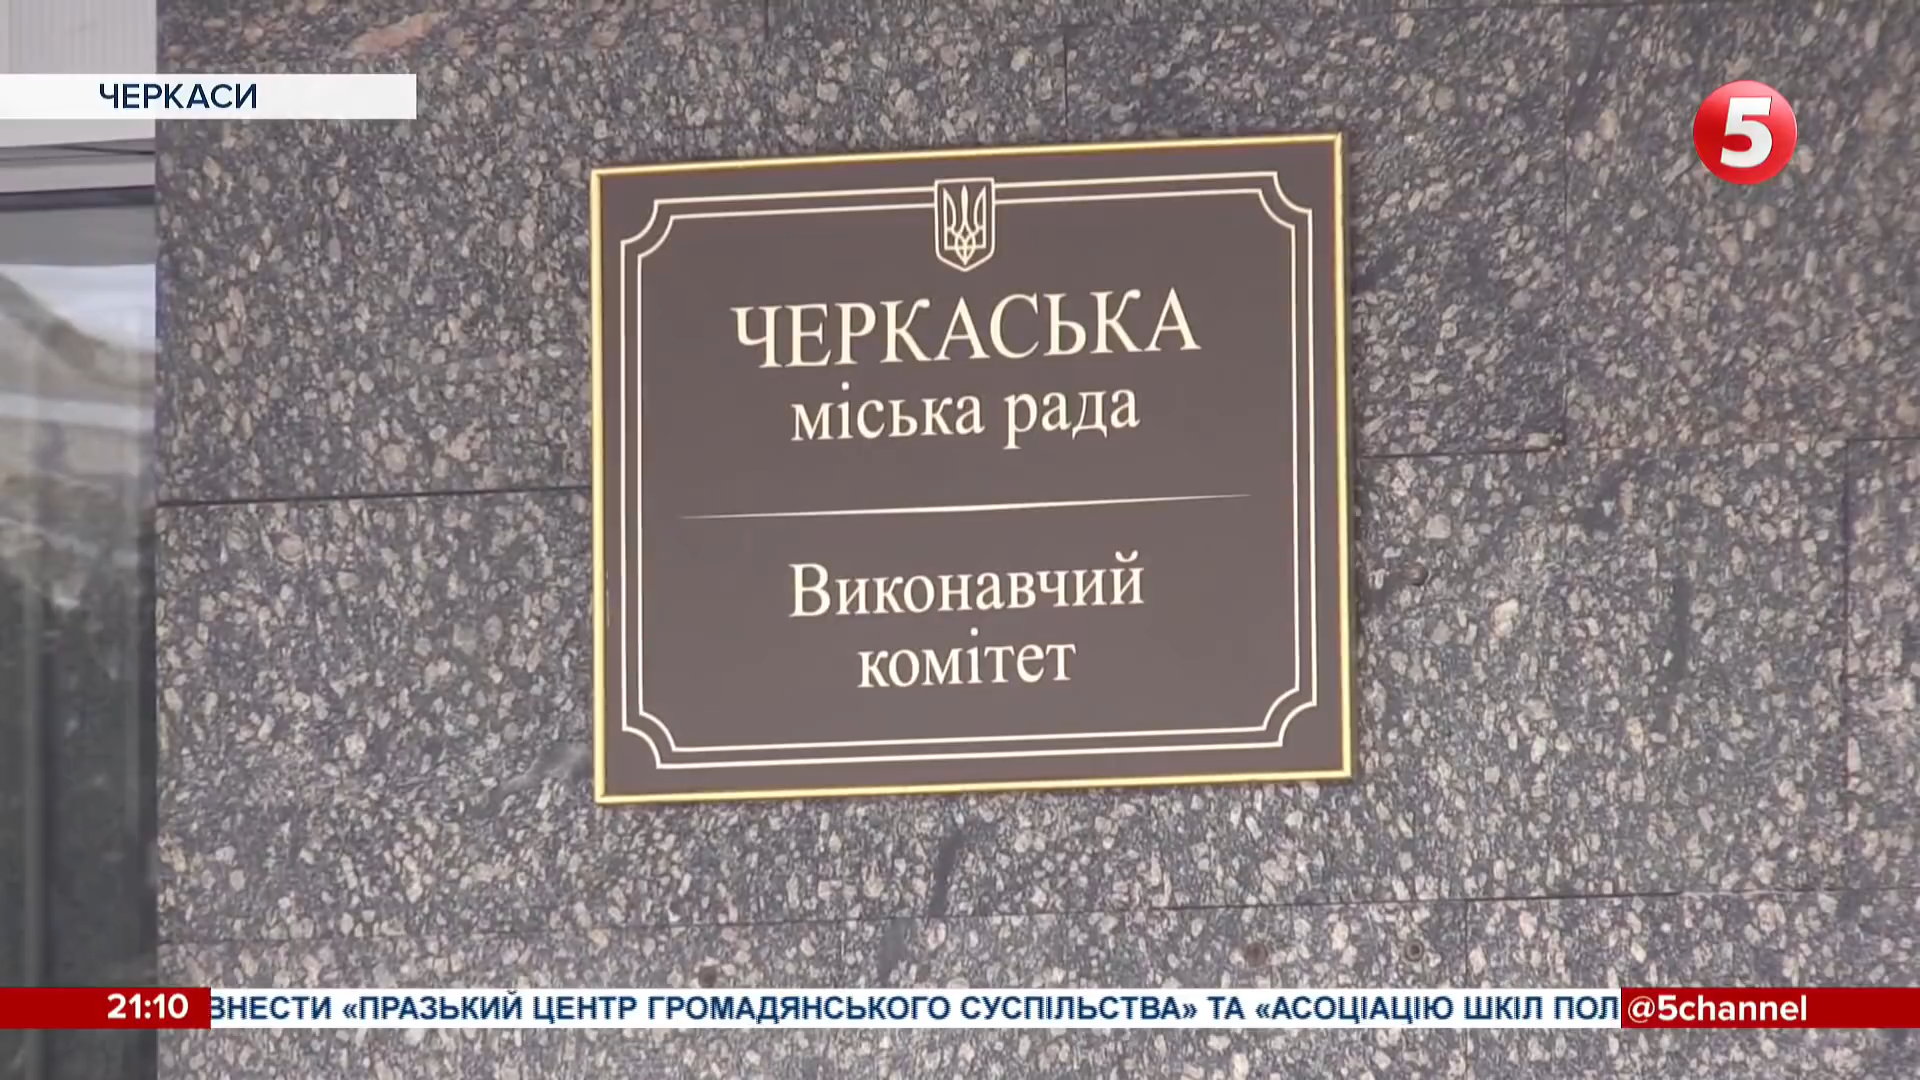 ЧЕРКАСИ
5
ЧЕРКАСЬКА
міська рада
Виконавчий
комітет
21:10
ВНЕСТИ «ПРАЗЬКИЙ ЦЕНТР ГРОМАДЯНСЬКОГО СУСПІЛЬСТВА» ТА «АСОЦІАЦІЮ ШКІЛ ПОЛ
@5channel